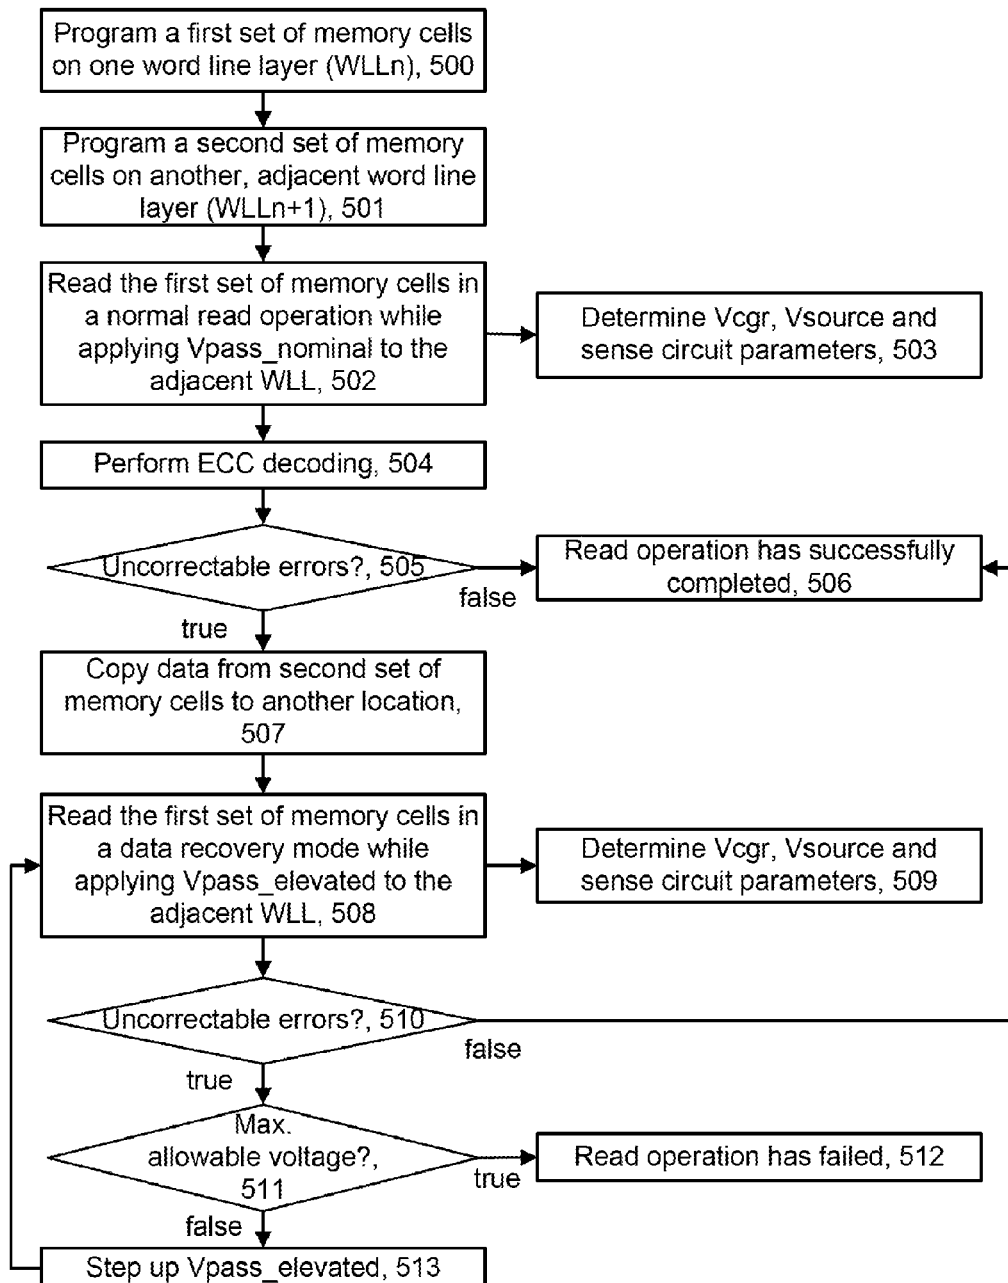 Program a first set of memory cells
on one word line layer (WLLn), 500
Program a second set of memory
cells on another, adjacent word line
layer (WLLn+1), 501
Read the first set of memory cells in
a normal read operation while
applying Vpass_nominal to the
adjacent WLL, 502
Determine Vcgr, Vsource and
sense circuit parameters, 503
Perform ECC decoding, 504
Uncorrectable errors?, 505
false
true
Read operation has successfully
completed, 506
Copy data from second set of
memory cells to another location,
507
Read the first set of memory cells in
a data recovery mode while
applying Vpass_elevated to the
adjacent WLL, 508
Determine Vcgr, Vsource and
sense circuit parameters, 509
Uncorrectable errors?, 510
false
true
Max.
allowable voltage?,
511
true
false
Read operation has failed, 512
Step up Vpass_elevated, 513